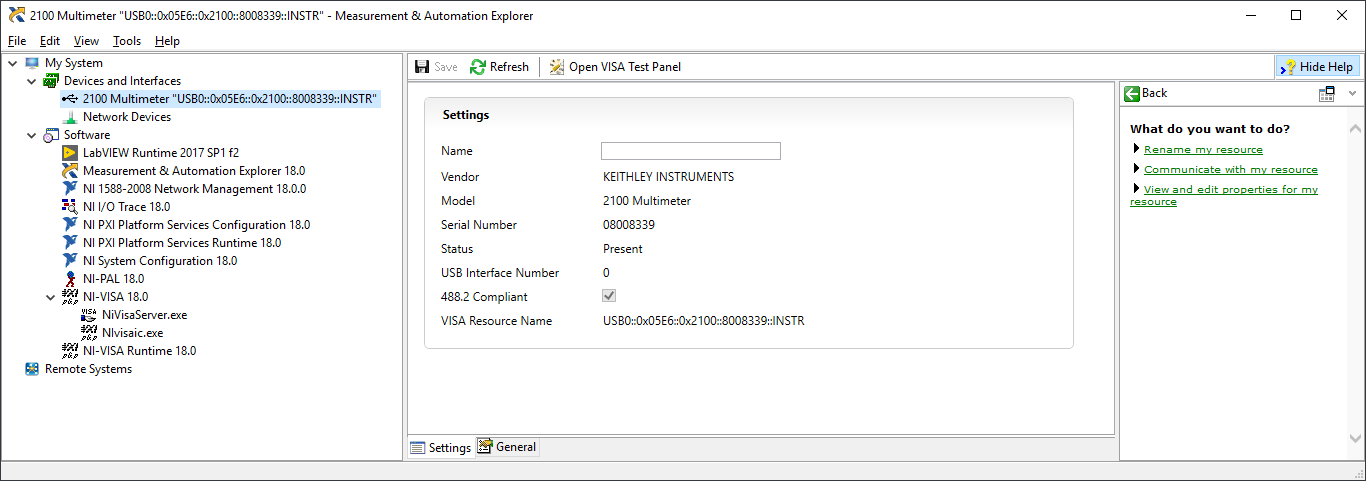 2100 Multimeter "USB0::0x05E6::0x2100::8008339::INSTR" - Measurement & Automation Explorer
File Edit View Tools Help
My System
Devices and Interfaces
2100 Multimeter "USB0::0x05E6::0x2100::8008339::INSTR"
Network Devices
Software
LabVIEW Runtime 2017 SP1 f2
Measurement & Automation Explorer 18.0
NI 1588-2008 Network Management 18.0.0
NI I/O Trace 18.0
NI PXI Platform Services Configuration 18.0
NI PXI Platform Services Runtime 18.0
NI System Configuration 18.0
NI-PAL 18.0
NI-VISA 18.0
NiVisaServer.exe
NIvisaic.exe
NI-VISA Runtime 18.0
Remote Systems
Save Refresh Open VISA Test Panel Hide Help
Settings
Name
Vendor KEITHLEY INSTRUMENTS
Model 2100 Multimeter
Serial Number 08008339
Status Present
USB Interface Number 0
488.2 Compliant
VISA Resource Name USB0::0x05E6::0x2100::8008339::INSTR
Settings General
Back
What do you want to do?
Rename my resource
Communicate with my resource
View and edit properties for my
resource